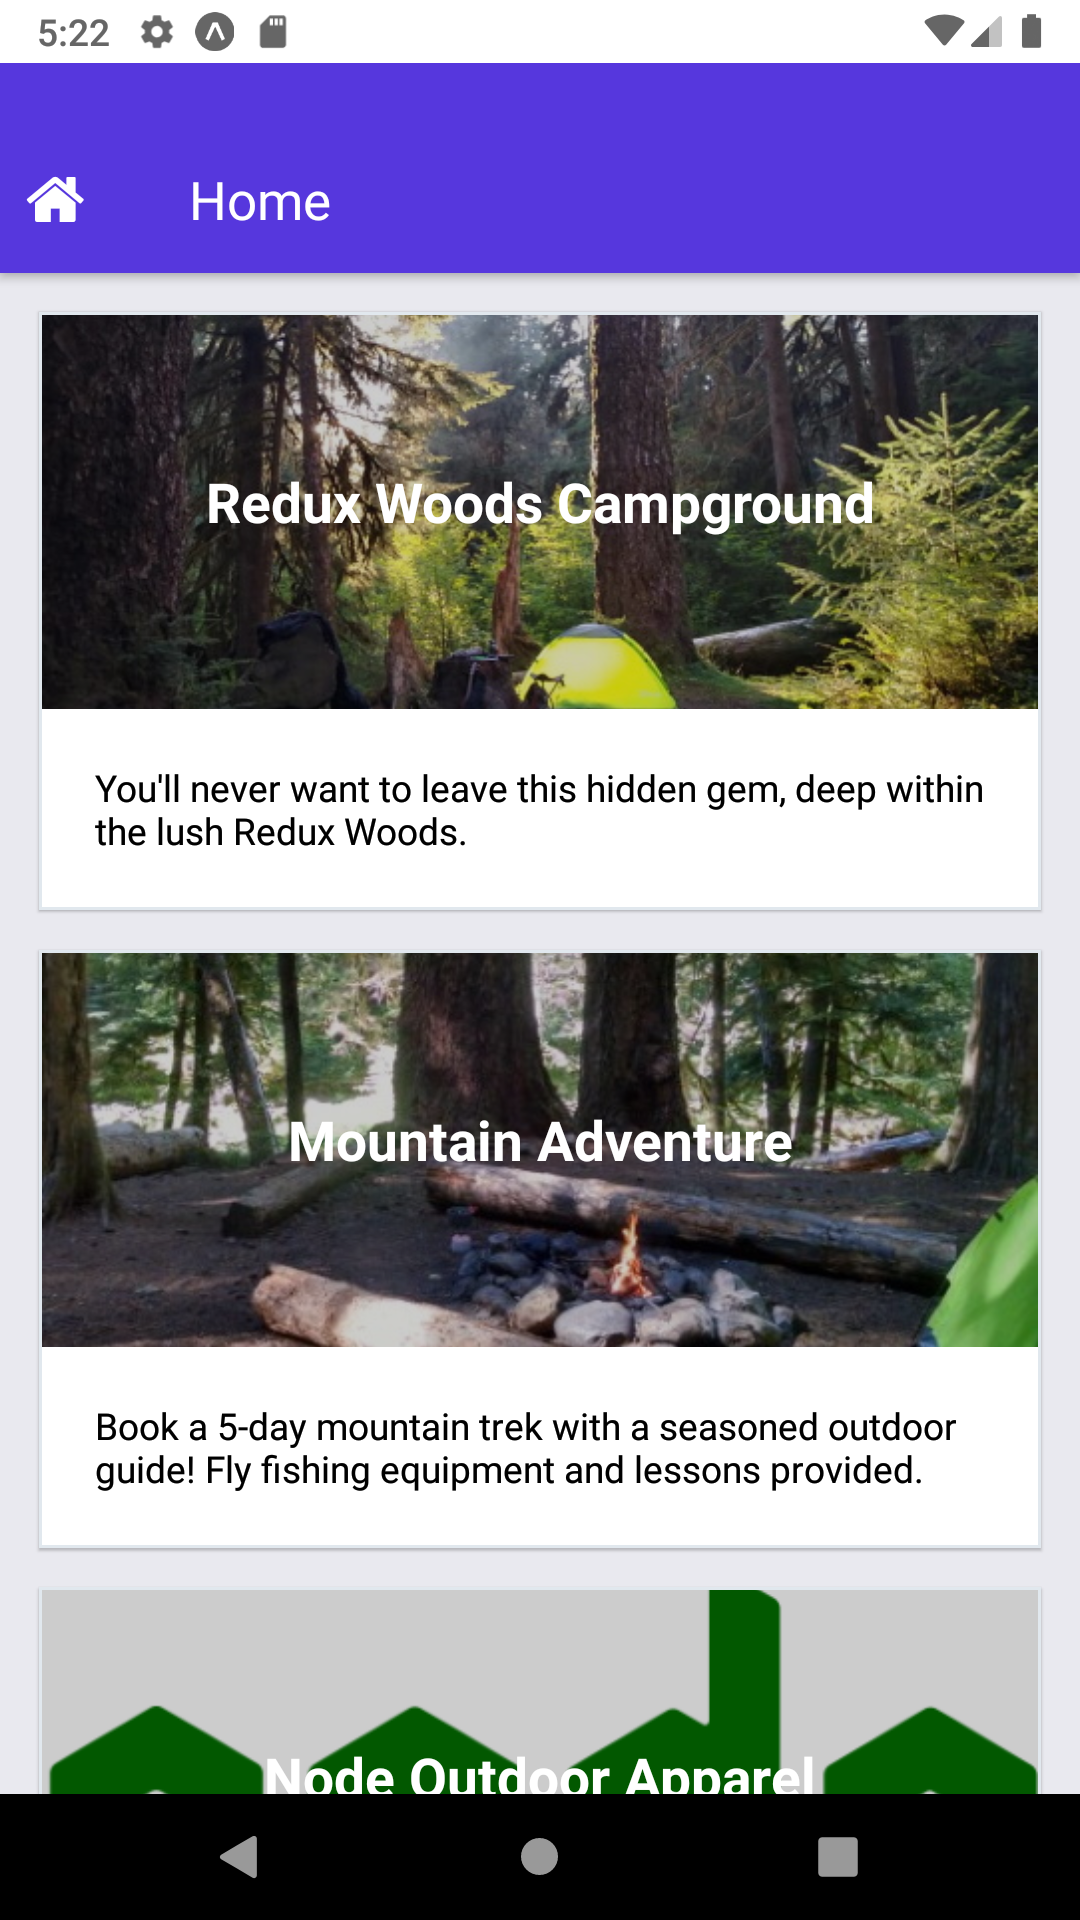 5:22
Home
Redux Woods Campground
You'll never want to leave this hidden gem, deep within
the lush Redux Woods.
Mountain Adventure
Book a 5-day mountain trek with a seasoned outdoor
guide! Fly fishing equipment and lessons provided.
Node Outdoor Apparel